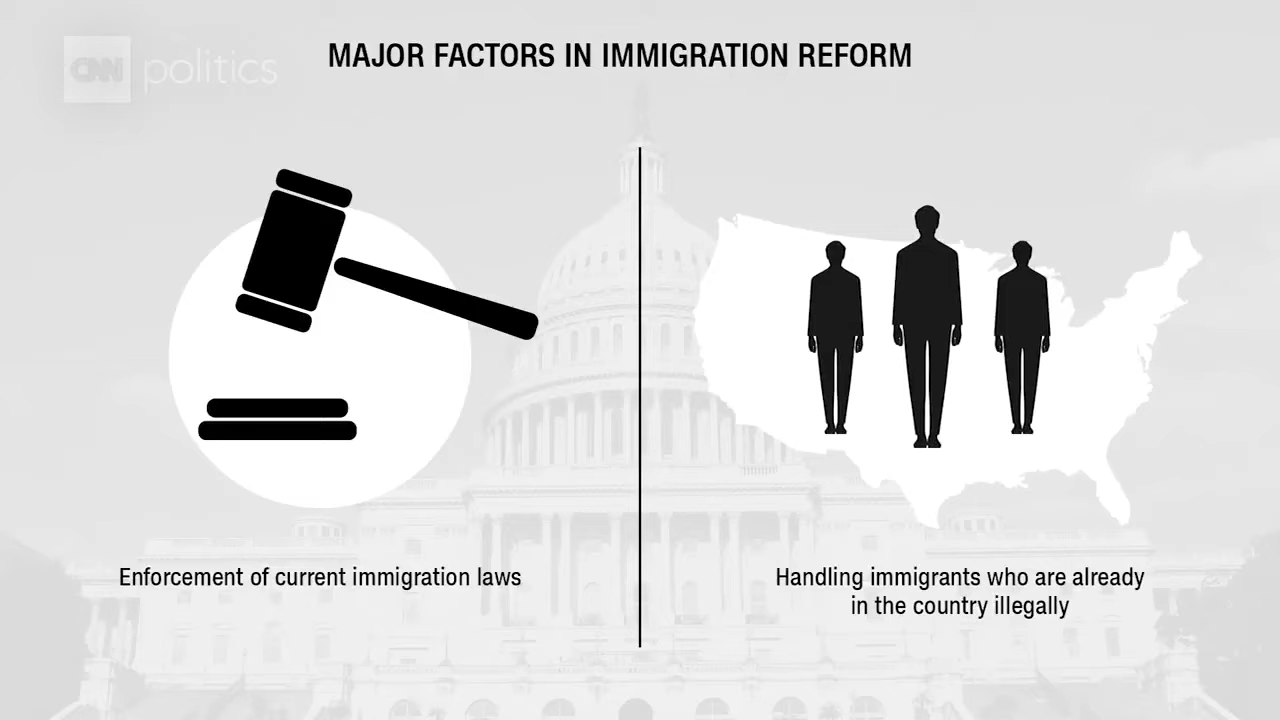 CNN politics
MAJOR FACTORS IN IMMIGRATION REFORM
Enforcement of current immigration laws
Handling immigrants who are already
in the country illegally